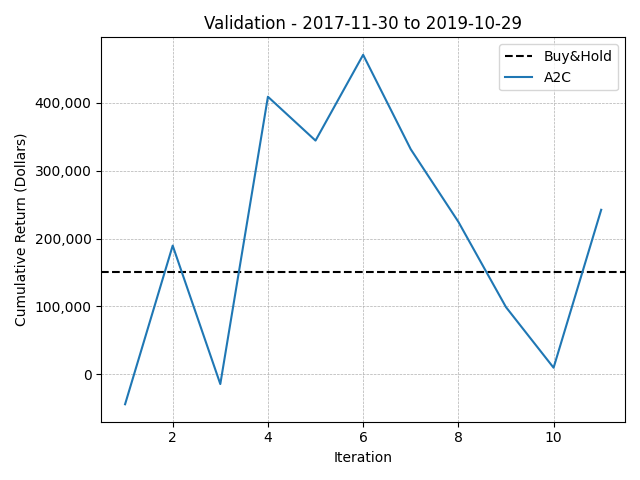 Validation - 2017-11-30 to 2019-10-29
Buy&Hold
A2C
Cumulative Return (Dollars)
400,000
300,000
200,000
100,000
0
2
4
6
8
10
Iteration